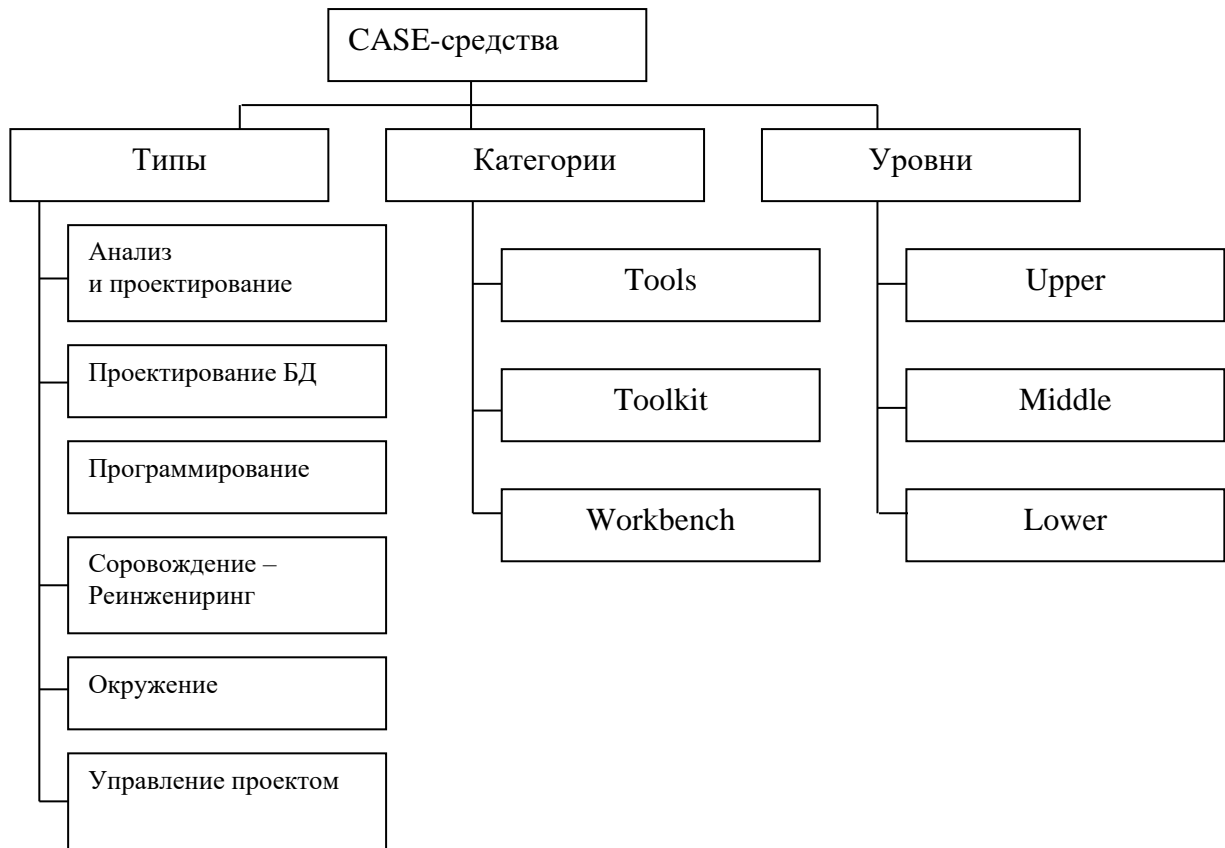 CASE-средства
Типы
Категории
Уровни
Анализ
и проектирование
Проектирование БД
Программирование
Соровождение –
Реинжениринг
Окружение
Управление проектом
Tools
Toolkit
Workbench
Upper
Middle
Lower